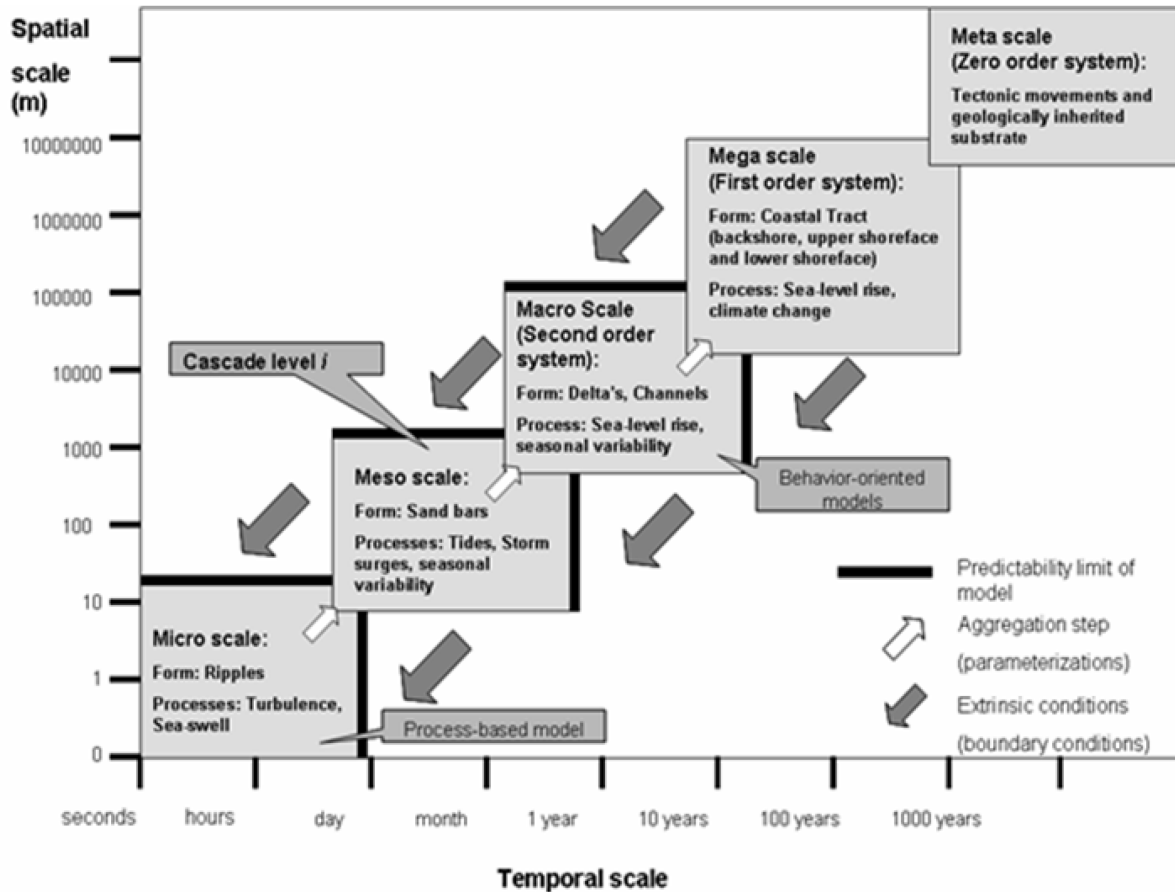 Spatial
scale
(m)
10000000
1000000
100000
10000
1000
100
10
1
0
Meta scale
(Zero order system):
Tectonic movements and
geologically inherited
substrate
Mega scale
(First order system):
Form: Coastal Tract
(backshore, upper shoreface
and lower shoreface)
Process: Sea-level rise,
climate change
Macro Scale
(Second order
system):
Form: Delta's, Channels
Process: Sea-level rise,
seasonal variability
Cascade level i
Meso scale:
Form: Sand bars
Processes: Tides, Storm
surges, seasonal
variability
Behavior-oriented
models
Micro scale:
Form: Ripples
Processes: Turbulence,
Sea-swell
Process-based model
Predictability limit of
model
Aggregation step
(parameterizations)
Extrinsic conditions
(boundary conditions)
seconds hours day month 1 year 10 years 100 years 1000 years
Temporal scale